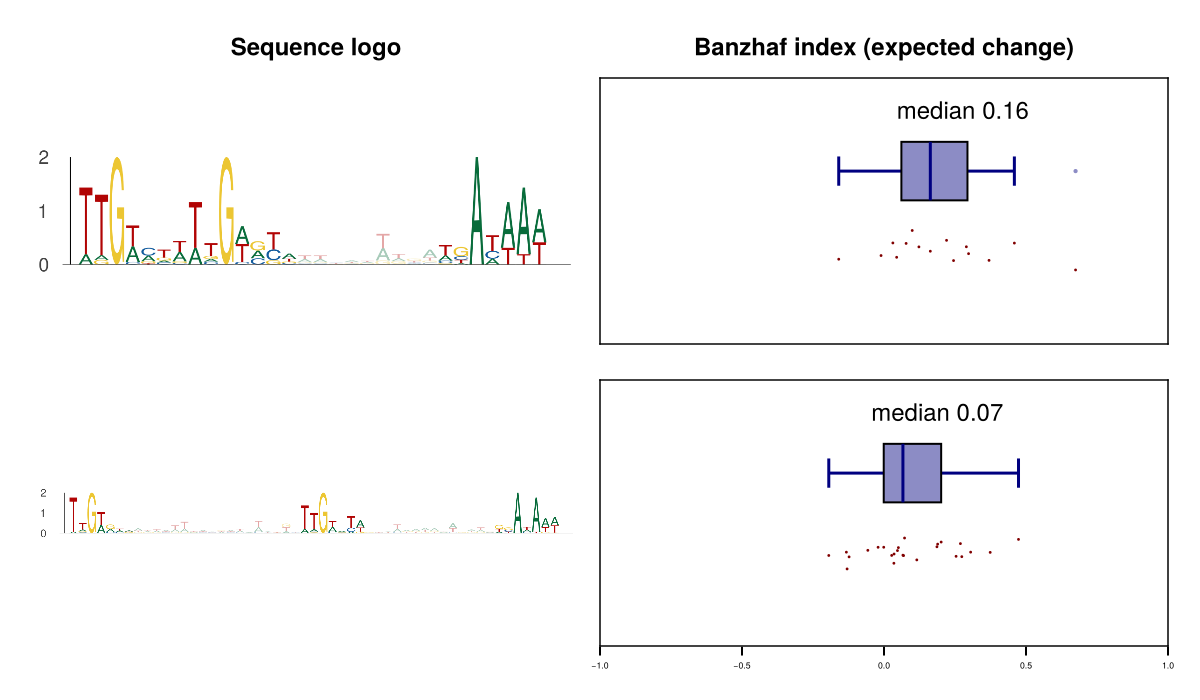 Sequence logo
Banzhaf index (expected change)
median 0.16
2
1
0
median 0.07
2
1
0
−1.0 −0.5 0.0 0.5 1.0